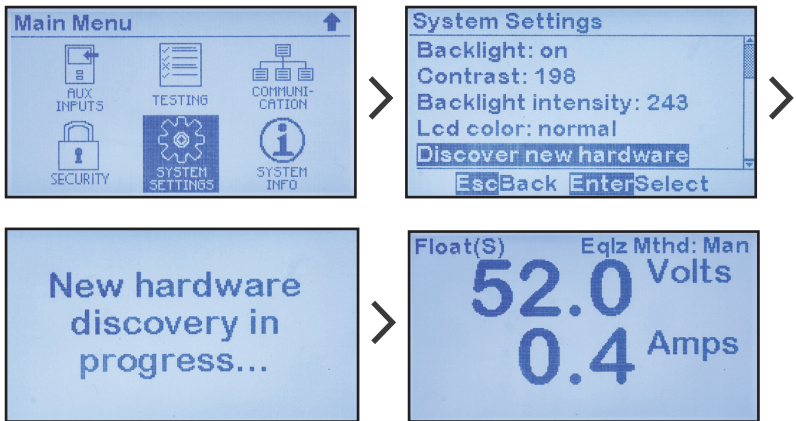 Main Menu
AUX
INPUTS
TESTING
COMMUNI-
CATION
SECURITY
SYSTEM
SETTINGS
SYSTEM
INFO
System Settings
Backlight: on
Contrast: 198
Backlight intensity: 243
Lcd color: normal
Discover new hardware
EscBack EnterSelect
New hardware
discovery in
progress...
Float(S) Eqlz Mthd: Man
52.0 Volts
0.4 Amps